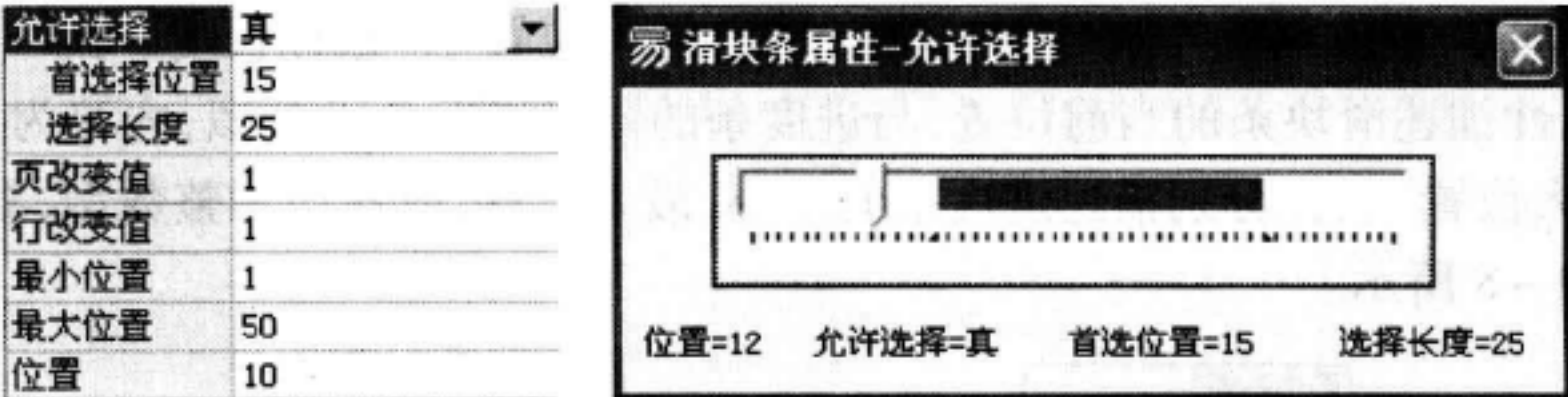 允许选择 真
首选择位置 15
选择长度 25
页改变值 1
行改变值 1
最小位置 1
最大位置 50
位置 10
易 滑块条属性-允许选择
位置=12 允许选择=真 首选位置=15 选择长度=25